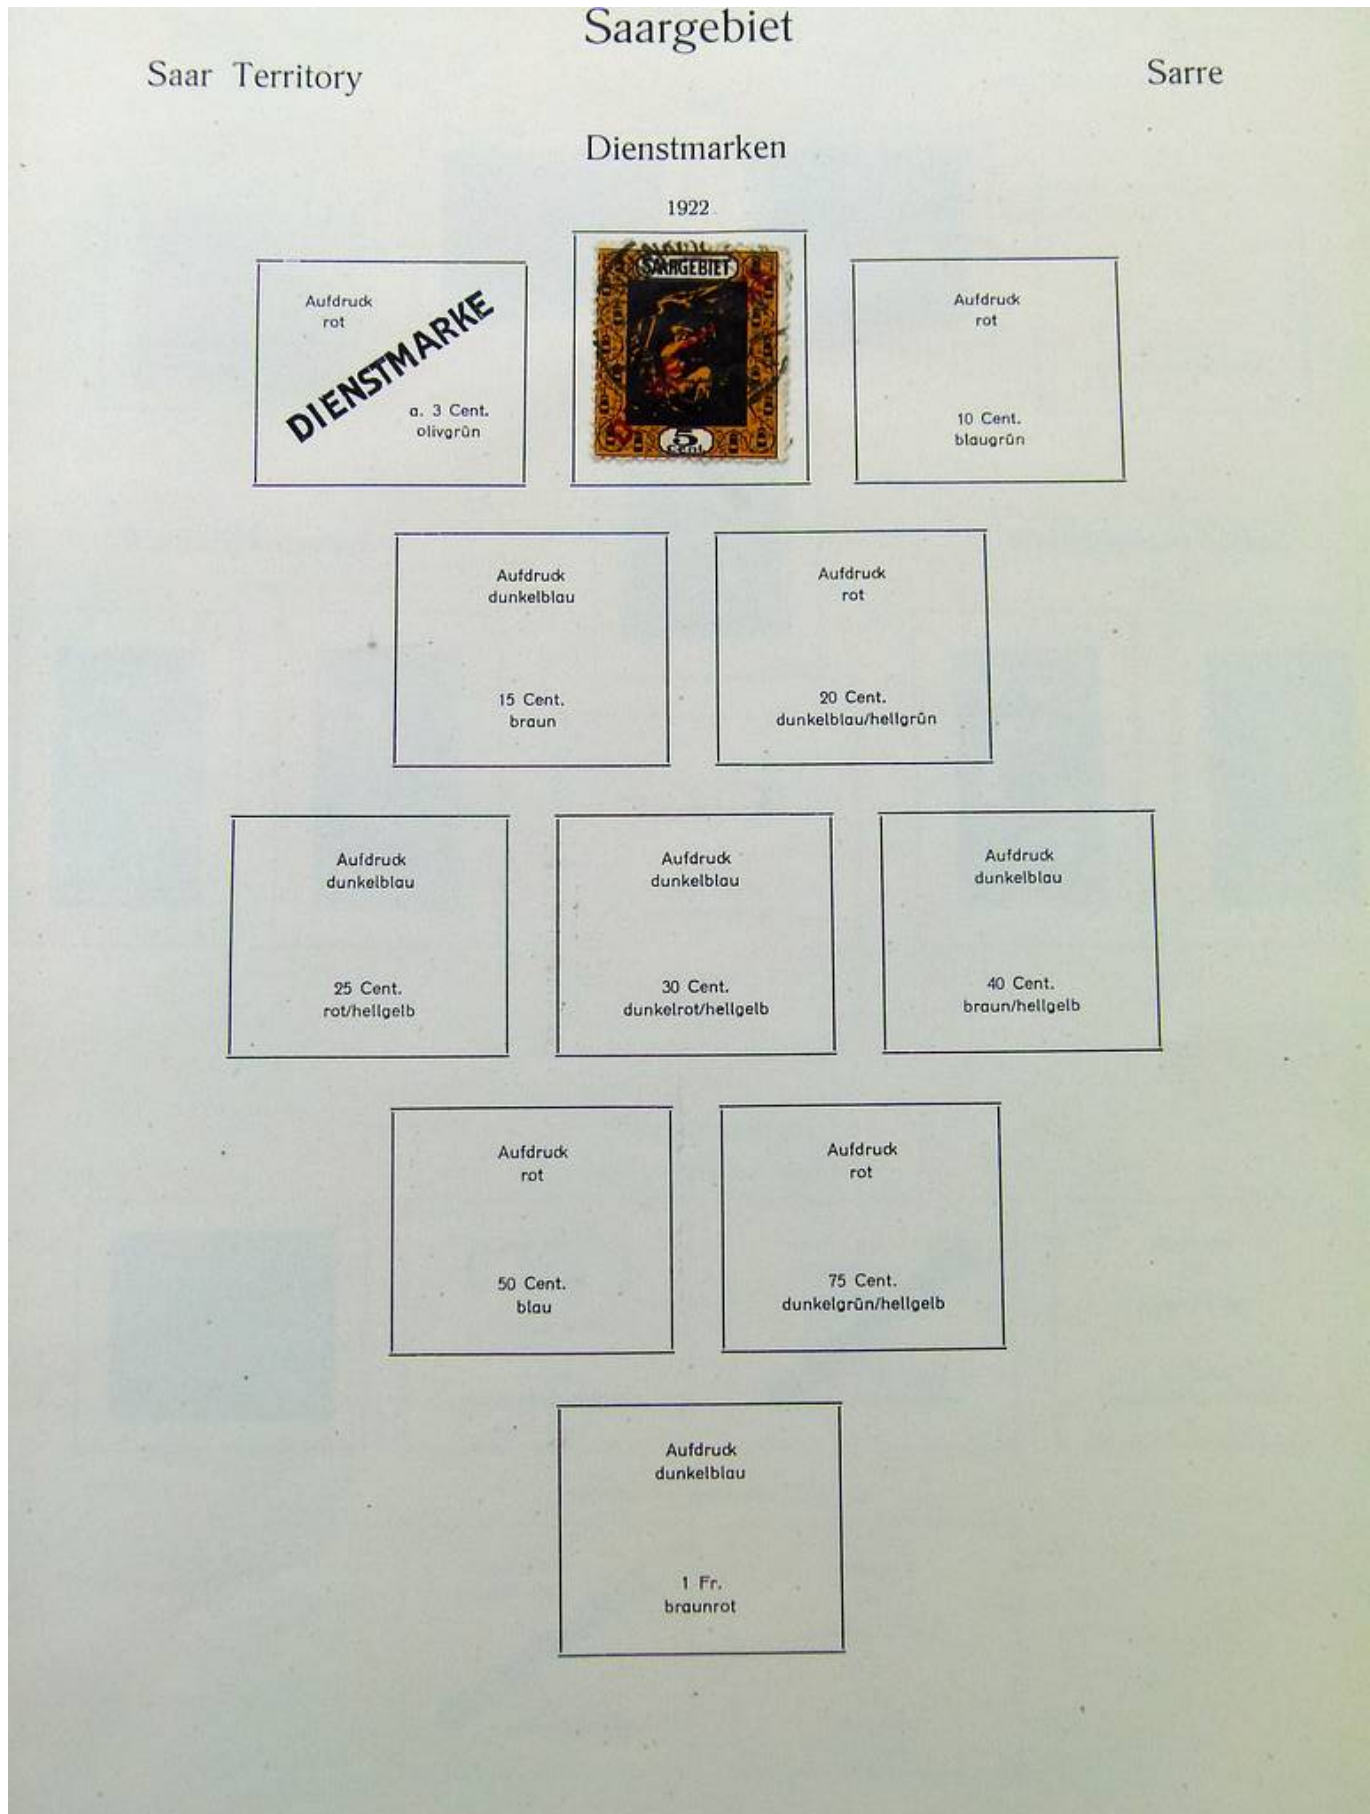 Saargebiet
Saar Territory
Sarre
Dienstmarken
1922
Aufdruck
rot
DIENSTMARKE
a. 3 Cent.
olivgrün
SAARGEBIET
5
Cent.
Aufdruck
rot
10 Cent.
blaugrün
Aufdruck
dunkelblau
15 Cent.
braun
Aufdruck
rot
20 Cent.
dunkelblau/hellgrün
Aufdruck
dunkelblau
25 Cent.
rot/hellgelb
Aufdruck
dunkelblau
30 Cent.
dunkelrot/hellgelb
Aufdruck
dunkelblau
40 Cent.
braun/hellgelb
Aufdruck
rot
50 Cent.
blau
Aufdruck
rot
75 Cent.
dunkelgrün/hellgelb
Aufdruck
dunkelblau
1 Fr.
braunrot